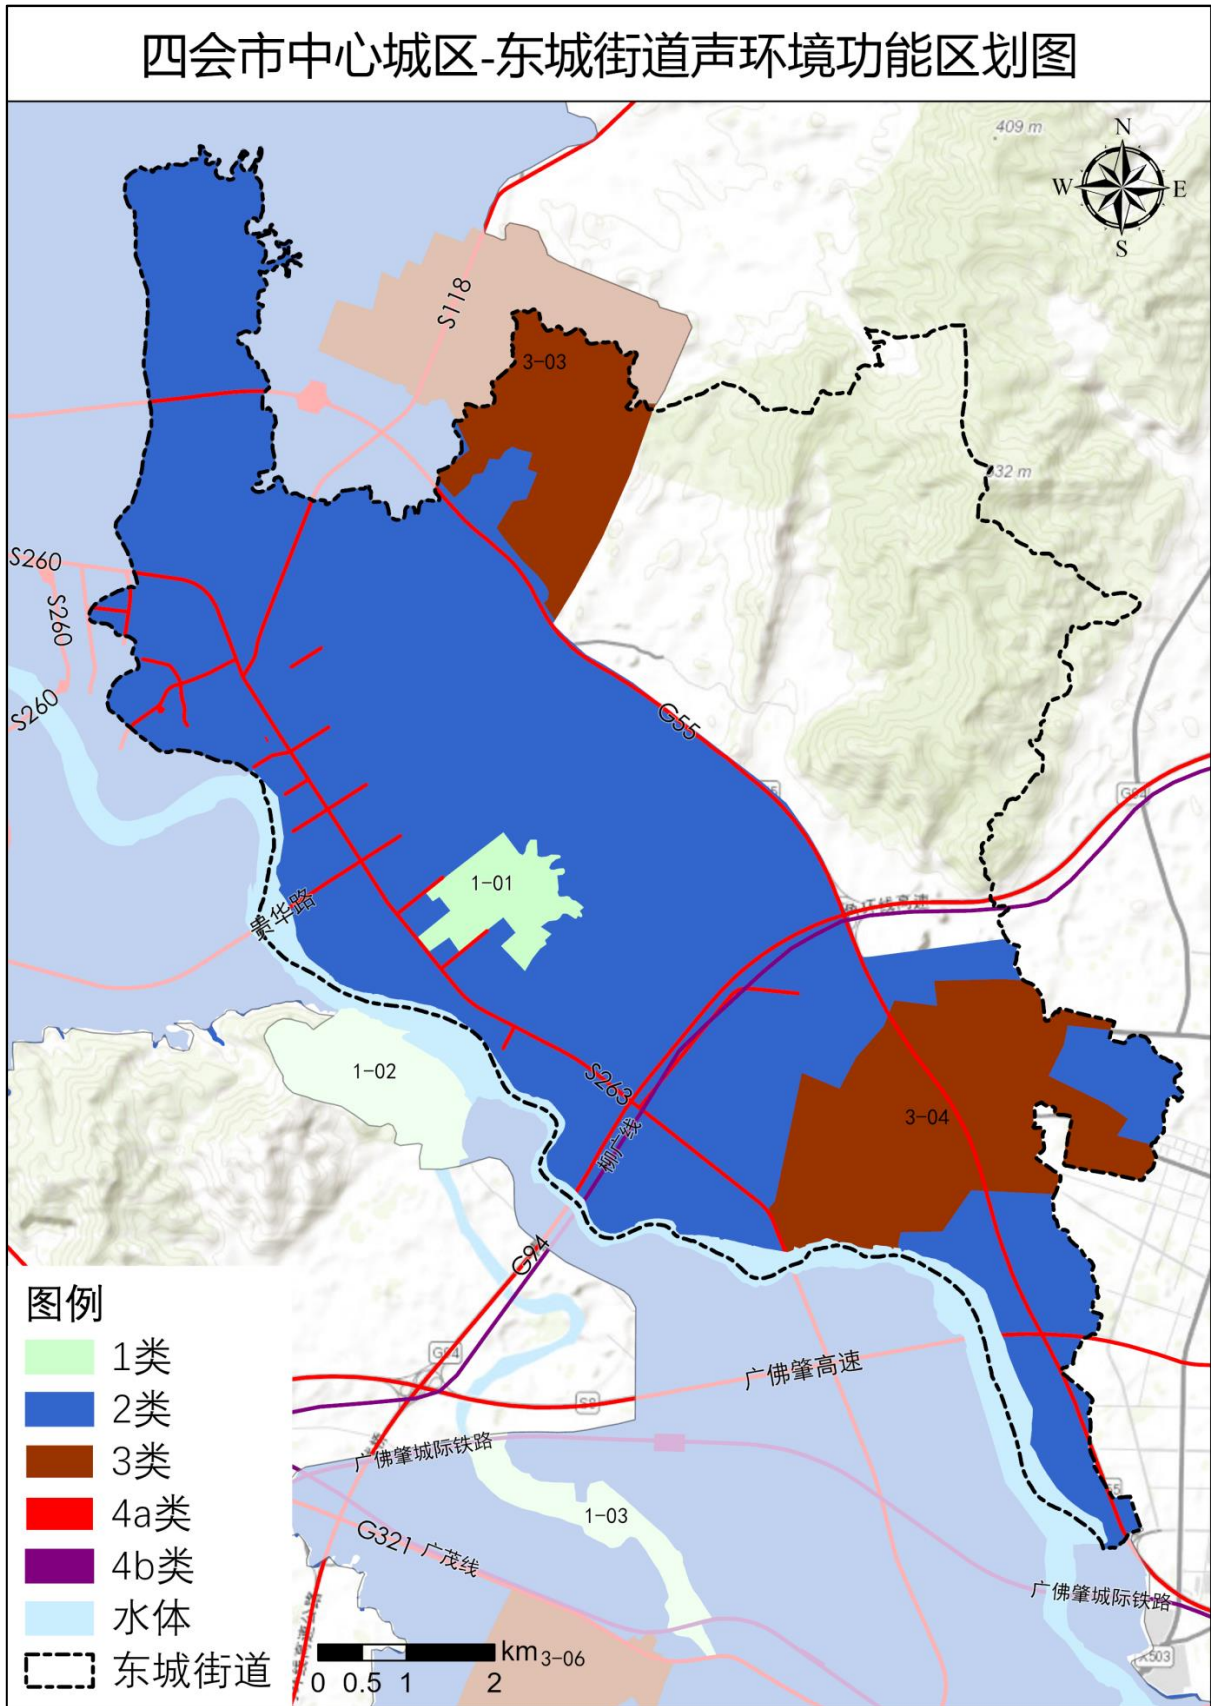 四会市中心城区-东城街道声环境功能区划图
409 m
N
W
E
S
S118
3-03
S260
S260
S260
G55
G94
1-01
贵华路
1-02
S263
3-04
柳广线
G94
G94
图例
1类
2类
3类
4a类
4b类
水体
东城街道
广佛肇高速
S8
广佛肇城际铁路
1-03
G321 广茂线
广佛肇城际铁路
km
3-06
0 0.5 1 2
X503